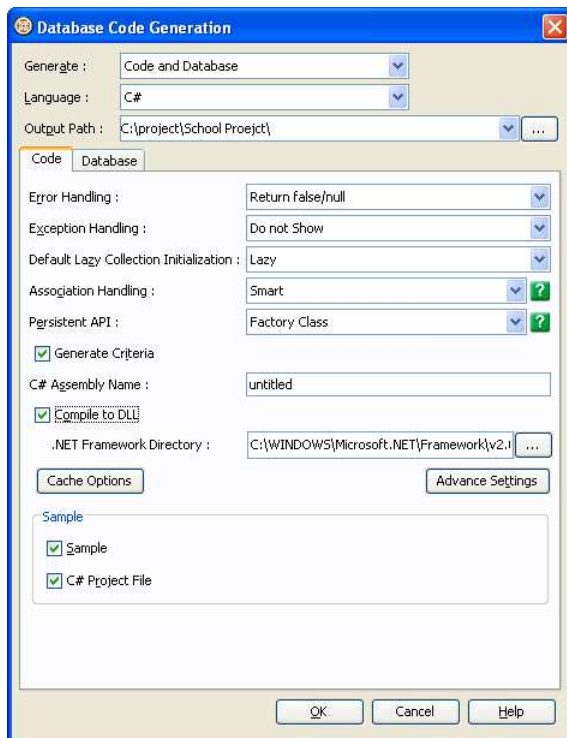 Database Code Generation
Generate : Code and Database
Language : C#
Output Path : C:\project\School Proejct\ ...
Code Database
Error Handling : Return false/null
Exception Handling : Do not Show
Default Lazy Collection Initialization : Lazy
Association Handling : Smart ?
Persistent API : Factory Class ?
Generate Criteria
C# Assembly Name : untitled
Compile to DLL
.NET Framework Directory : C:\WINDOWS\Microsoft.NET\Framework\v2. ...
Cache Options Advance Settings
Sample
Sample
C# Project File
OK Cancel Help